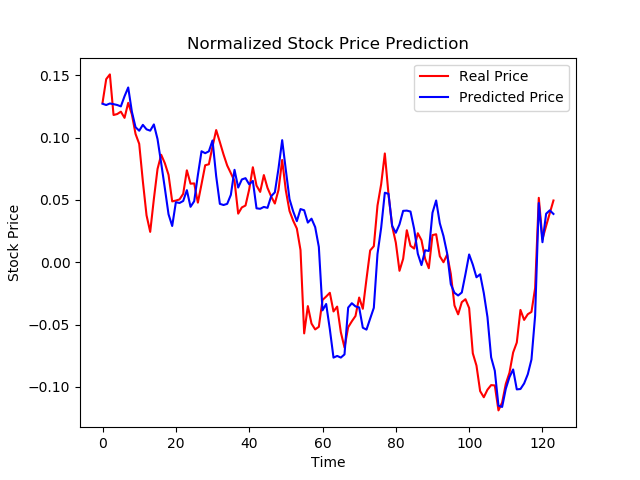 Normalized Stock Price Prediction
Real Price
Predicted Price
Stock Price
0.15
0.10
0.05
0.00
−0.05
−0.10
0 20 40 60 80 100 120
Time